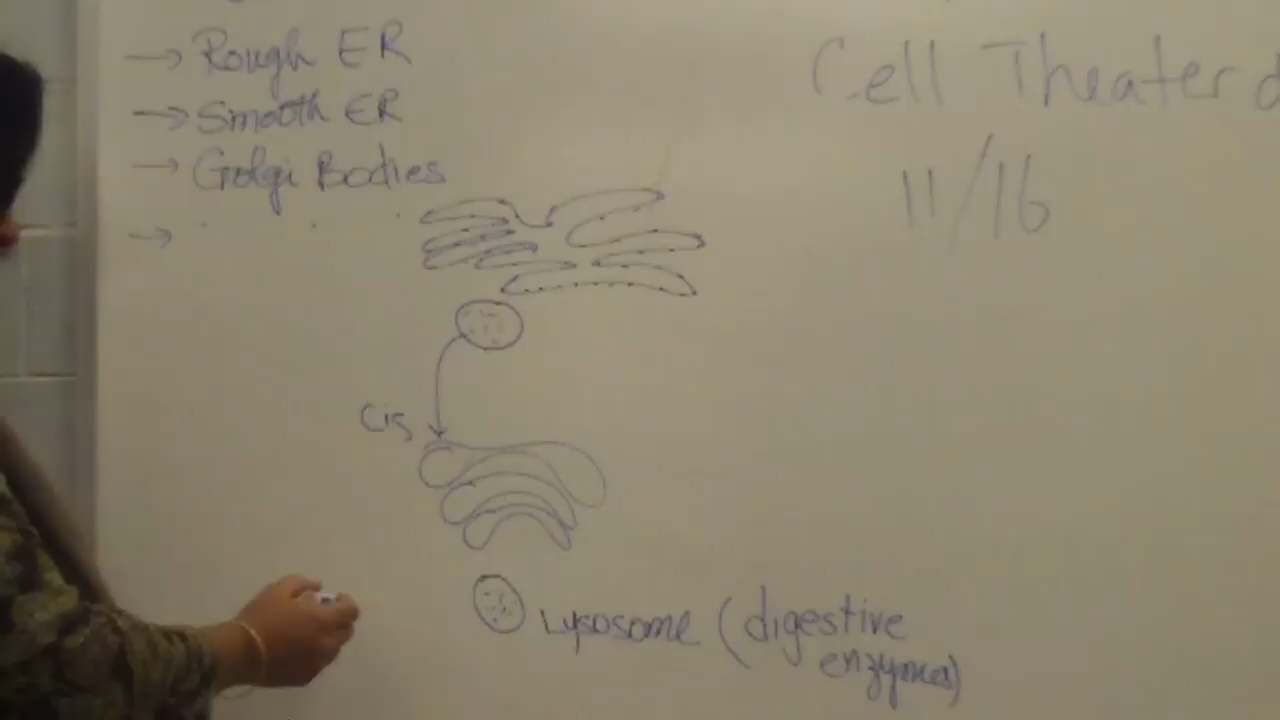 → Rough ER
→ Smooth ER
→ Golgi Bodies
→
Cell Theater
11/16
Cis
Lysosome (digestive
enzymes)